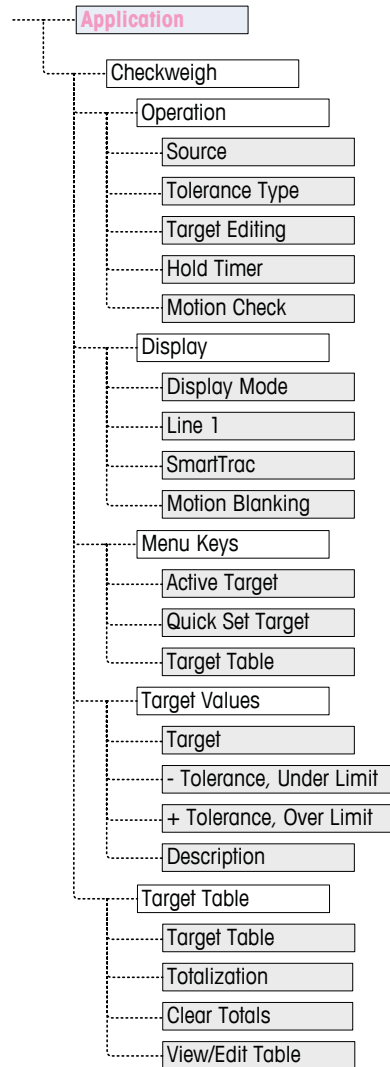 Application
Checkweigh
Operation
Source
Tolerance Type
Target Editing
Hold Timer
Motion Check
Display
Display Mode
Line 1
SmartTrac
Motion Blanking
Menu Keys
Active Target
Quick Set Target
Target Table
Target Values
Target
- Tolerance, Under Limit
+ Tolerance, Over Limit
Description
Target Table
Target Table
Totalization
Clear Totals
View/Edit Table